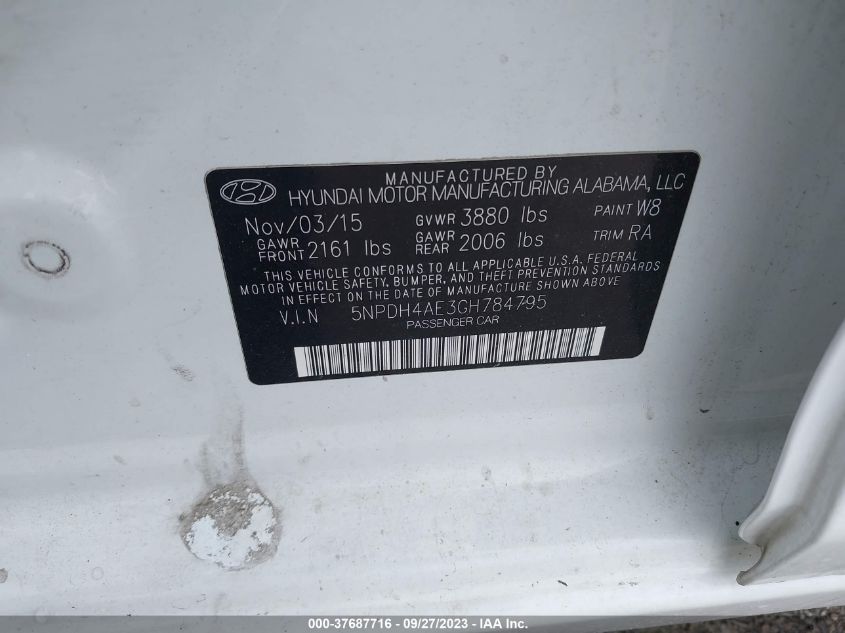 MANUFACTURED BY
HYUNDAI MOTOR MANUFACTURING ALABAMA, LLC
Nov/03/15 GVWR 3880 lbs PAINT W8
GAWR FRONT 2161 lbs GAWR REAR 2006 lbs TRIM RA
THIS VEHICLE CONFORMS TO ALL APPLICABLE U.S.A. FEDERAL
MOTOR VEHICLE SAFETY, BUMPER, AND THEFT PREVENTION STANDARDS
IN EFFECT ON THE DATE OF MANUFACTURE SHOWN ABOVE
V.I.N 5NPDH4AE3GH784795
PASSENGER CAR
000-37687716 - 09/27/2023 - IAA Inc.